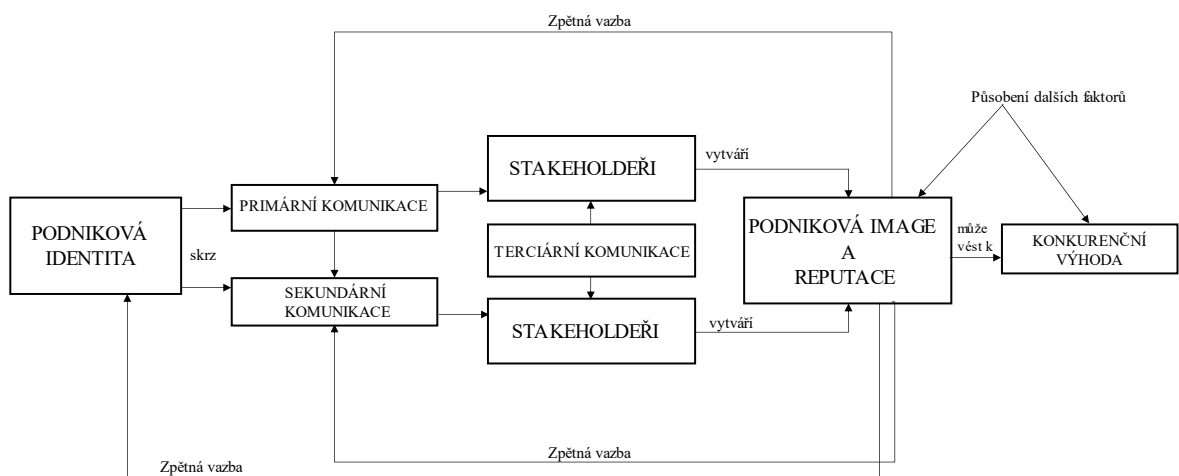 Zpětná vazba
Působení dalších faktorů
STAKEHOLDEŘI
vytváří
PODNIKOVÁ
IDENTITA
skrz
PRIMÁRNÍ KOMUNIKACE
TERCIÁRNÍ KOMUNIKACE
SEKUNDÁRNÍ
KOMUNIKACE
STAKEHOLDEŘI
vytváří
PODNIKOVÁ IMAGE
A
REPUTACE
může
vést k
KONKURENČNÍ
VÝHODA
Zpětná vazba
Zpětná vazba